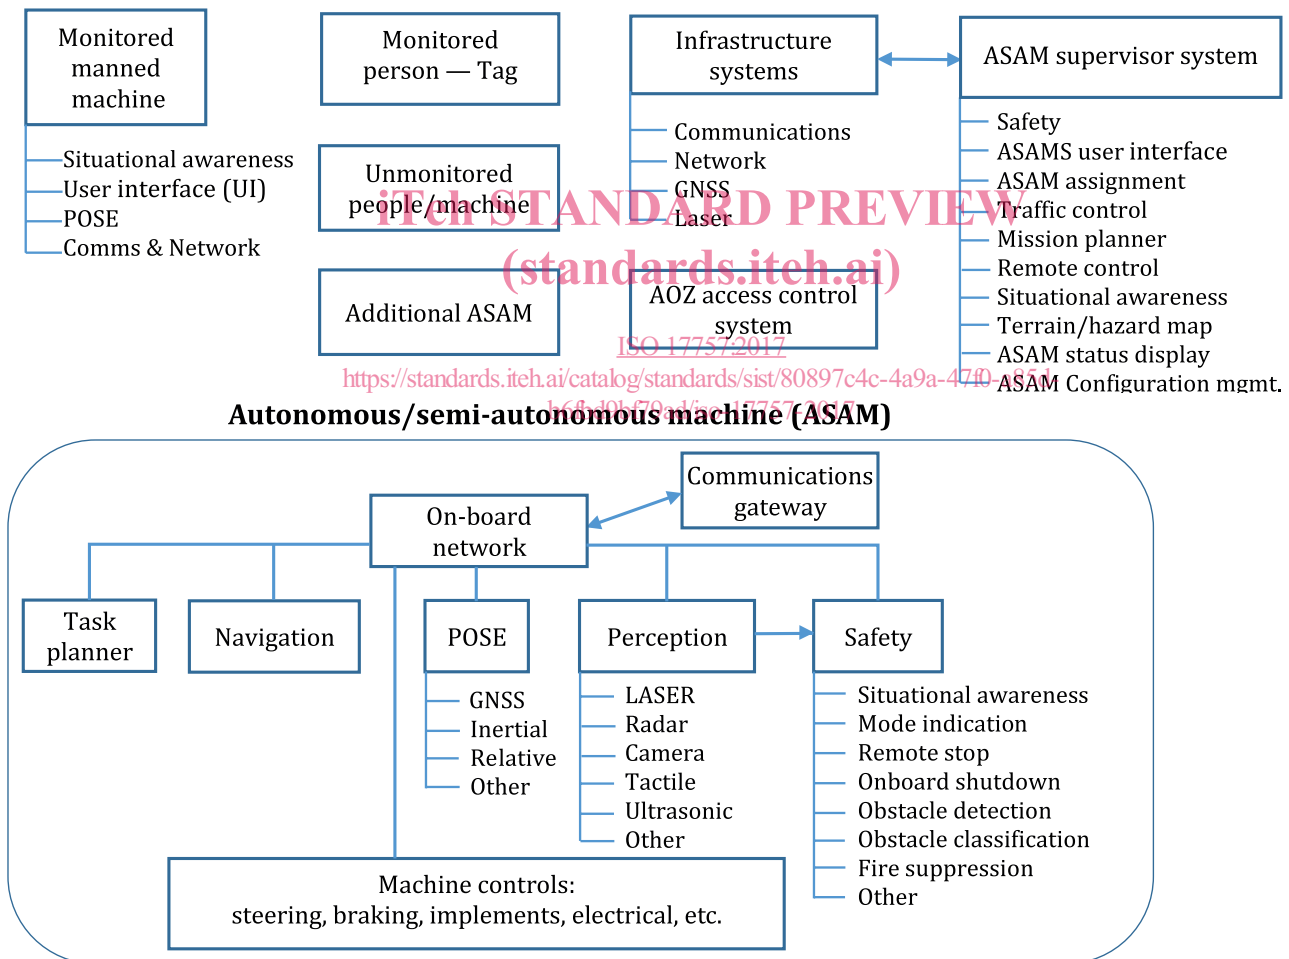 Monitored
manned
machine
Situational awareness
User interface (UI)
POSE
Comms & Network
Monitored
person — Tag
Unmonitored
people/machine
Additional ASAM
Infrastructure
systems
Communications
Network
GNSS
Laser
AOZ access control
system
ASAM supervisor system
Safety
ASAMS user interface
ASAM assignment
Traffic control
Mission planner
Remote control
Situational awareness
Terrain/hazard map
ASAM status display
ASAM Configuration mgmt.
iTeh STANDARD PREVIEW
(standards.iteh.ai)
ISO 17757:2017
https://standards.iteh.ai/catalog/standards/sist/80897c4c-4a9a-47f0-a85d-
b6fbd9bf79ad/iso-17757-2017
Autonomous/semi-autonomous machine (ASAM)
Communications
gateway
On-board
network
Task
planner
Navigation
POSE
GNSS
Inertial
Relative
Other
Perception
LASER
Radar
Camera
Tactile
Ultrasonic
Other
Safety
Situational awareness
Mode indication
Remote stop
Onboard shutdown
Obstacle detection
Obstacle classification
Fire suppression
Other
Machine controls:
steering, braking, implements, electrical, etc.